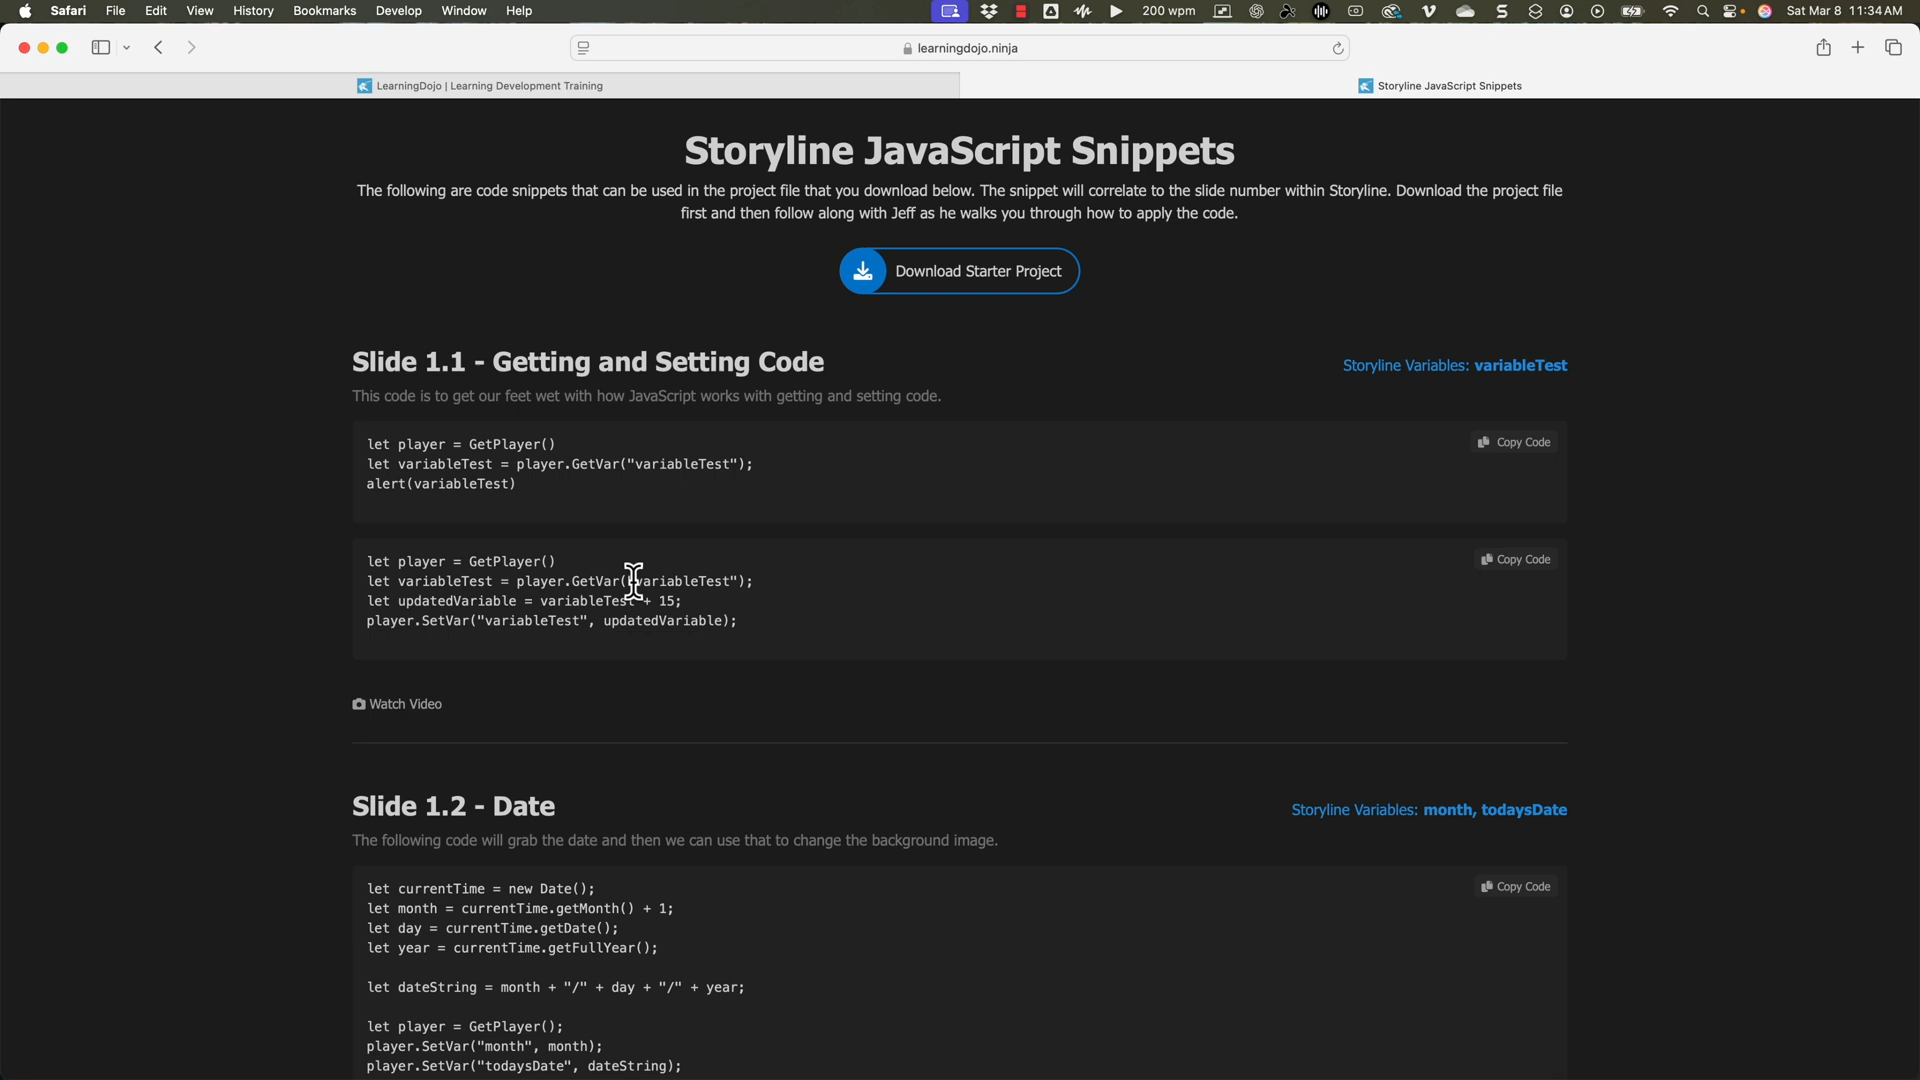 Safari File Edit View History Bookmarks Develop Window Help 200 wpm Sat Mar 8 11:34 AM
learningdojo.ninja
LearningDojo | Learning Development Training
Storyline JavaScript Snippets
Storyline JavaScript Snippets
The following are code snippets that can be used in the project file that you download below. The snippet will correlate to the slide number within Storyline. Download the project file
first and then follow along with Jeff as he walks you through how to apply the code.
Download Starter Project
Slide 1.1 - Getting and Setting Code
Storyline Variables: variableTest
This code is to get our feet wet with how JavaScript works with getting and setting code.
Copy Code
let player = GetPlayer()
let variableTest = player.GetVar("variableTest");
alert(variableTest)
Copy Code
let player = GetPlayer()
let variableTest = player.GetVar("variableTest");
let updatedVariable = variableTest + 15;
player.SetVar("variableTest", updatedVariable);
Watch Video
Slide 1.2 - Date
Storyline Variables: month, todaysDate
The following code will grab the date and then we can use that to change the background image.
Copy Code
let currentTime = new Date();
let month = currentTime.getMonth() + 1;
let day = currentTime.getDate();
let year = currentTime.getFullYear();
let dateString = month + "/" + day + "/" + year;
let player = GetPlayer();
player.SetVar("month", month);
player.SetVar("todaysDate", dateString);